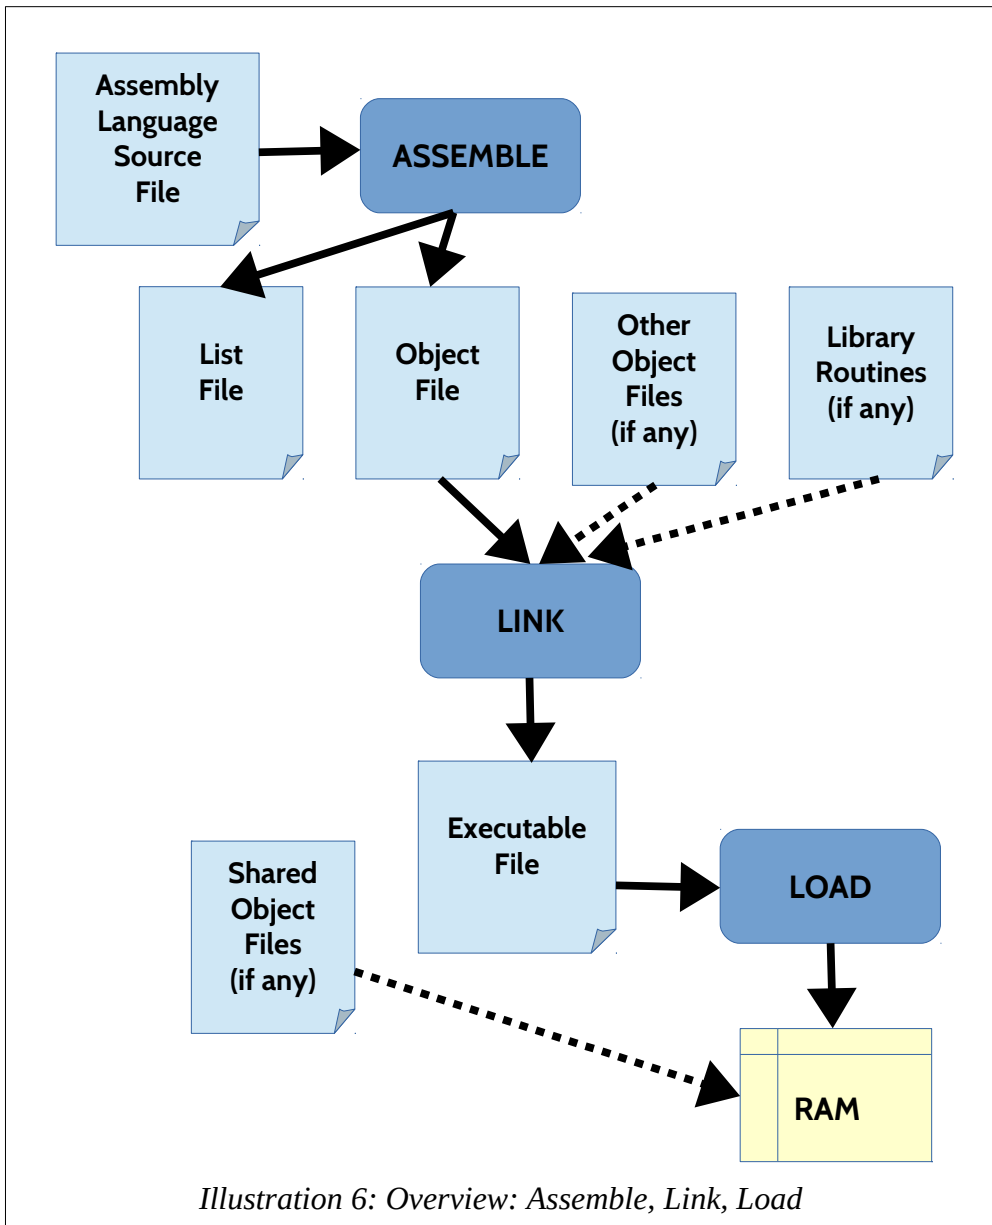 Assembly
Language
Source
File
ASSEMBLE
List
File
Object
File
Other
Object
Files
(if any)
Library
Routines
(if any)
LINK
Executable
File
Shared
Object
Files
(if any)
LOAD
RAM
Illustration 6: Overview: Assemble, Link, Load